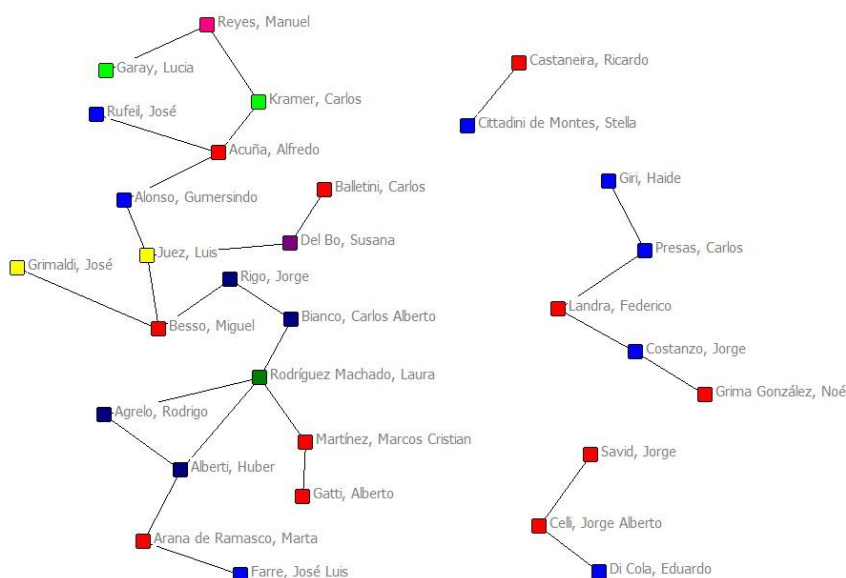 Reyes, Manuel
Castaneira, Ricardo
Garay, Lucia
Kramer, Carlos
Rufeil, José
Cittadini de Montes, Stella
Acuña, Alfredo
Giri, Haide
Balletini, Carlos
Alonso, Gumersindo
Del Bo, Susana
Presas, Carlos
Juez, Luis
Grimaldi, José
Rigo, Jorge
Landra, Federico
Bianco, Carlos Alberto
Besso, Miguel
Costanzo, Jorge
Rodríguez Machado, Laura
Grima González, Noé
Agrelo, Rodrigo
Martínez, Marcos Cristian
Savid, Jorge
Alberti, Huber
Gatti, Alberto
Celli, Jorge Alberto
Arana de Ramasco, Marta
Farre, José Luis
Di Cola, Eduardo